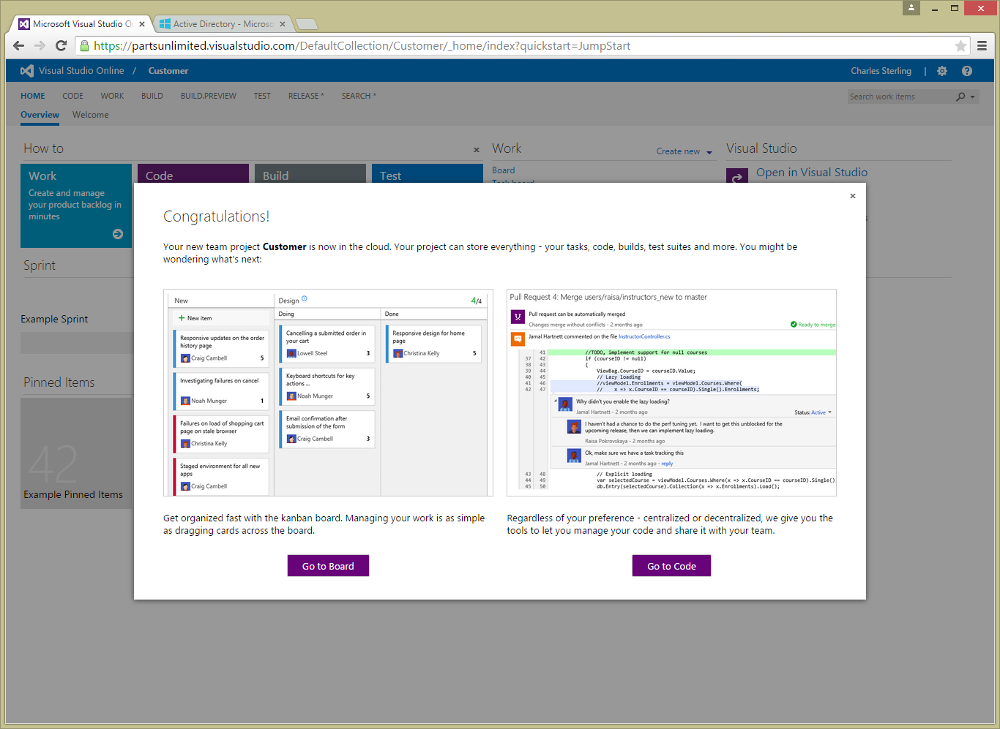 Microsoft Visual Studio O
Active Directory - Microso
https://partsunlimited.visualstudio.com/DefaultCollection/Customer/_home/index?quickstart=JumpStart
Visual Studio Online / Customer
Charles Sterling |
HOME CODE WORK BUILD BUILD.PREVIEW TEST RELEASE * SEARCH *
Search work items
Overview Welcome
How to
Work
Create new
Visual Studio
Work
Create and manage
your product backlog in
minutes
Code
Build
Test
Board
Open in Visual Studio
Sprint
Example Sprint
Pinned Items
42
Example Pinned Items
Congratulations!
Your new team project Customer is now in the cloud. Your project can store everything - your tasks, code, builds, test suites and more. You might be
wondering what's next:
New
Design
4/4
Doing
Done
+ New item
Responsive updates on the order
history page
Craig Cambell 5
Investigating failures on cancel
Noah Munger 1
Failures on load of shopping cart
page on stale browser
Christina Kelly
Staged environment for all new
apps
Craig Cambell
Cancelling a submitted order in
your cart
Lowell Steel 3
Keyboard shortcuts for key
actions ...
Noah Munger 5
Email confirmation after
submission of the form
Craig Cambell 3
Responsive design for home
page
Christina Kelly 5
Get organized fast with the kanban board. Managing your work is as simple
as dragging cards across the board.
Go to Board
Pull Request 4: Merge users/raisa/instructors_new to master
Pull request can be automatically merged
Changes merge without conflicts - 2 months ago
Ready to merge
Jamal Hartnett commented on the file InstructorController.cs
41 //TODO, implement support for null courses
37 42 if (courseID != null)
38 43 {
39 44 ViewBag.CourseID = courseID.Value;
40 45 // Lazy loading
41 46 //viewModel.Enrollments = viewModel.Courses.Where(
42 47 // x => x.CourseID == courseID).Single().Enrollments;
Why didn't you enable the lazy loading?
Jamal Hartnett - 2 months ago
Status: Active
I haven't had a chance to do the perf tuning yet. I want to get this unblocked for the
upcoming release, then we can implement lazy loading.
Raisa Pokrovskaya - 2 months ago
Ok, make sure we have a task tracking this
Jamal Hartnett - 2 months ago - reply
43 48 // Explicit loading
44 49 var selectedCourse = viewModel.Courses.Where(x => x.CourseID == courseID).Single()
45 50 db.Entry(selectedCourse).Collection(x => x.Enrollments).Load();
Regardless of your preference - centralized or decentralized, we give you the
tools to let you manage your code and share it with your team.
Go to Code